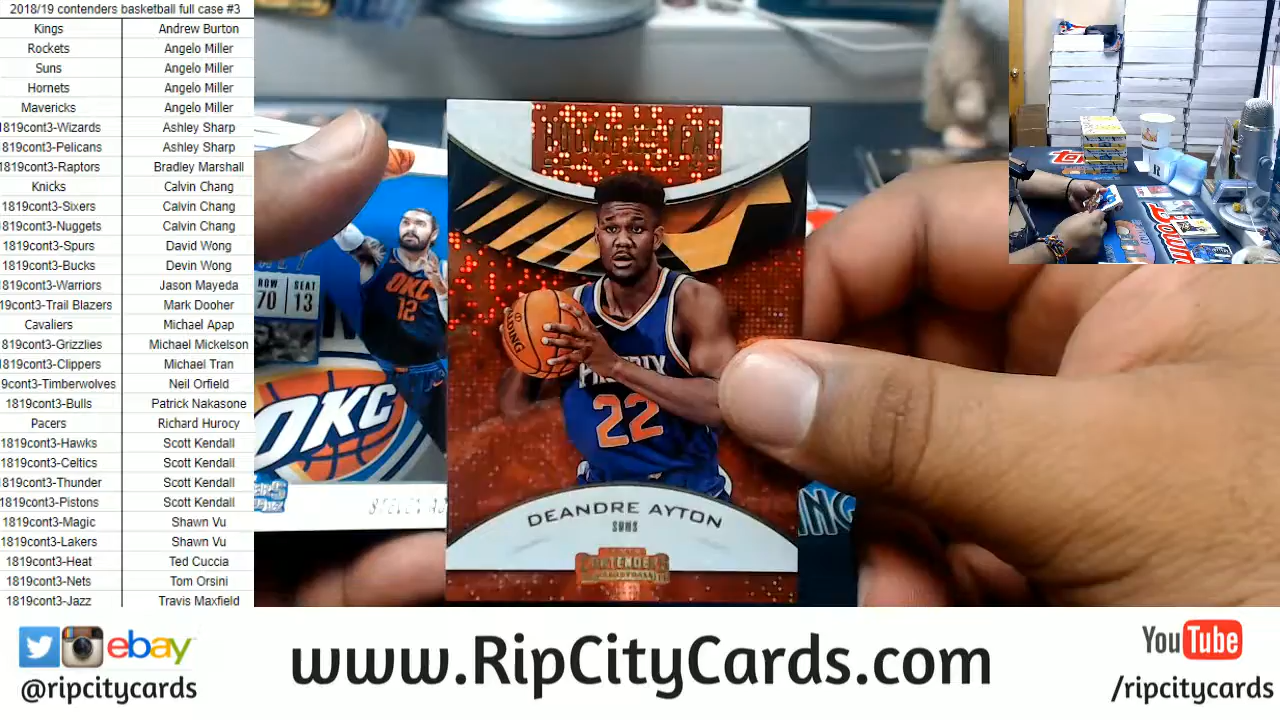 2018/19 contenders basketball full case #3
Kings Andrew Burton
Rockets Angelo Miller
Suns Angelo Miller
Hornets Angelo Miller
Mavericks Angelo Miller
1819cont3-Wizards Ashley Sharp
1819cont3-Pelicans Ashley Sharp
1819cont3-Raptors Bradley Marshall
Knicks Calvin Chang
1819cont3-Sixers Calvin Chang
1819cont3-Nuggets Calvin Chang
1819cont3-Spurs David Wong
1819cont3-Bucks Devin Wong
1819cont3-Warriors Jason Mayeda
19cont3-Trail Blazers Mark Dooher
Cavaliers Michael Apap
819cont3-Grizzlies Michael Mickelson
1819cont3-Clippers Michael Tran
9cont3-Timberwolves Neil Orfield
1819cont3-Bulls Patrick Nakasone
Pacers Richard Hurocy
1819cont3-Hawks Scott Kendall
1819cont3-Celtics Scott Kendall
1819cont3-Thunder Scott Kendall
1819cont3-Pistons Scott Kendall
1819cont3-Magic Shawn Vu
1819cont3-Lakers Shawn Vu
1819cont3-Heat Ted Cuccia
1819cont3-Nets Tom Orsini
1819cont3-Jazz Travis Maxfield
ROW SEAT
70 13
OKC
12
OKC
SPALDING
PHOENIX
22
DEANDRE AYTON
SUNS
CONTENDERS
ebay
@ripcitycards
www.RipCityCards.com
YouTube
/ripcitycards